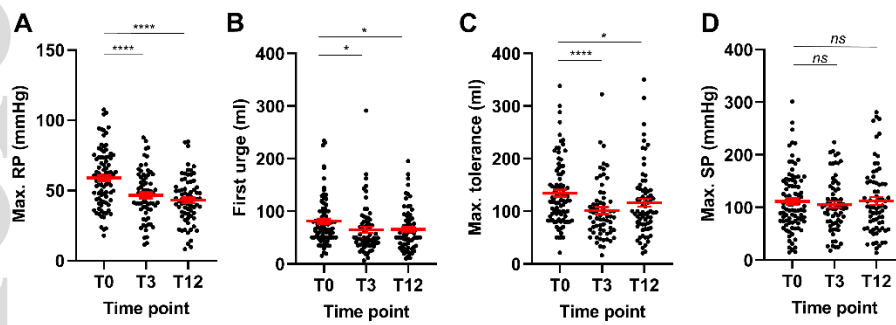 A
****
****
Max. RP (mmHg)
150
100
50
0
T0 T3 T12
Time point
B
*
*
First urge (ml)
400
300
200
100
0
T0 T3 T12
Time point
C
*
****
Max. tolerance (ml)
400
300
200
100
0
T0 T3 T12
Time point
D
ns
ns
Max. SP (mmHg)
400
300
200
100
0
T0 T3 T12
Time point